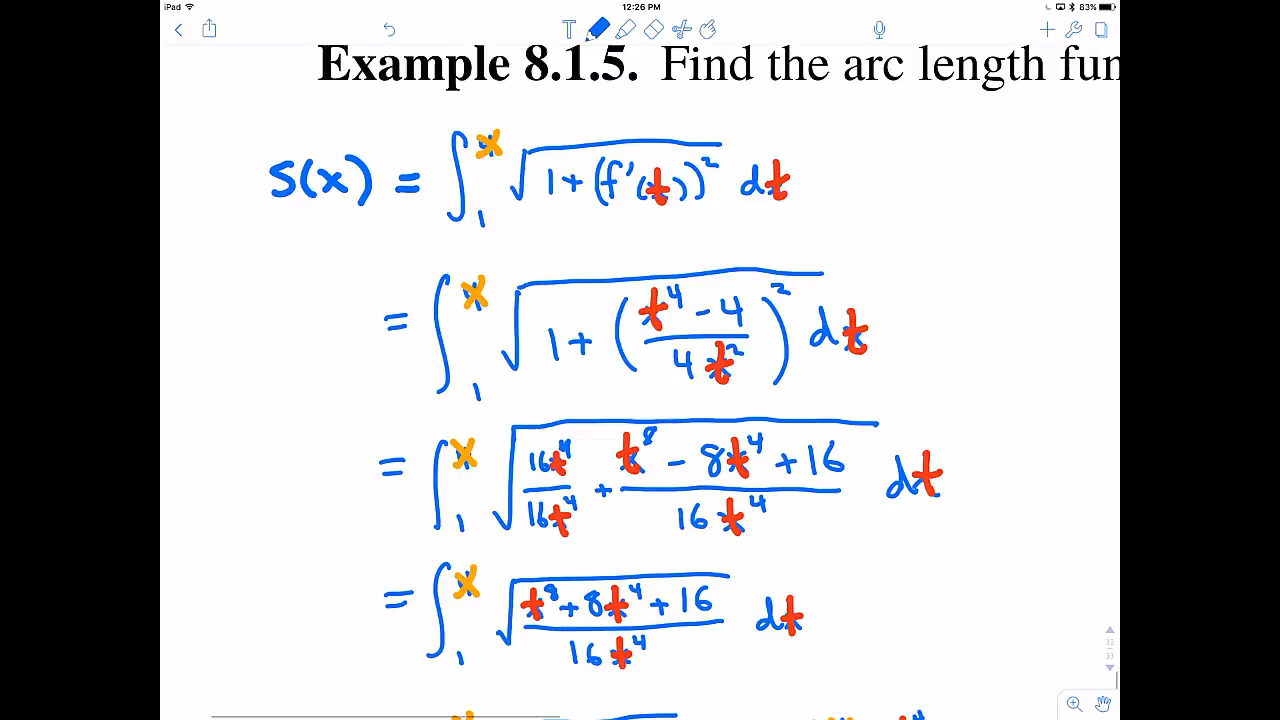 iPad 12:26 PM 83%
T
Example 8.1.5. Find the arc length fun
S(x) = ∫₁ˣ √(1 + (f'(t))²) dt
= ∫₁ˣ √(1 + ((t⁴ - 4)/(4t²))²) dt
= ∫₁ˣ √(16t⁴/16t⁴ + (t⁸ - 8t⁴ + 16)/(16t⁴)) dt
= ∫₁ˣ √((t⁸ + 8t⁴ + 16)/(16t⁴)) dt
32
33